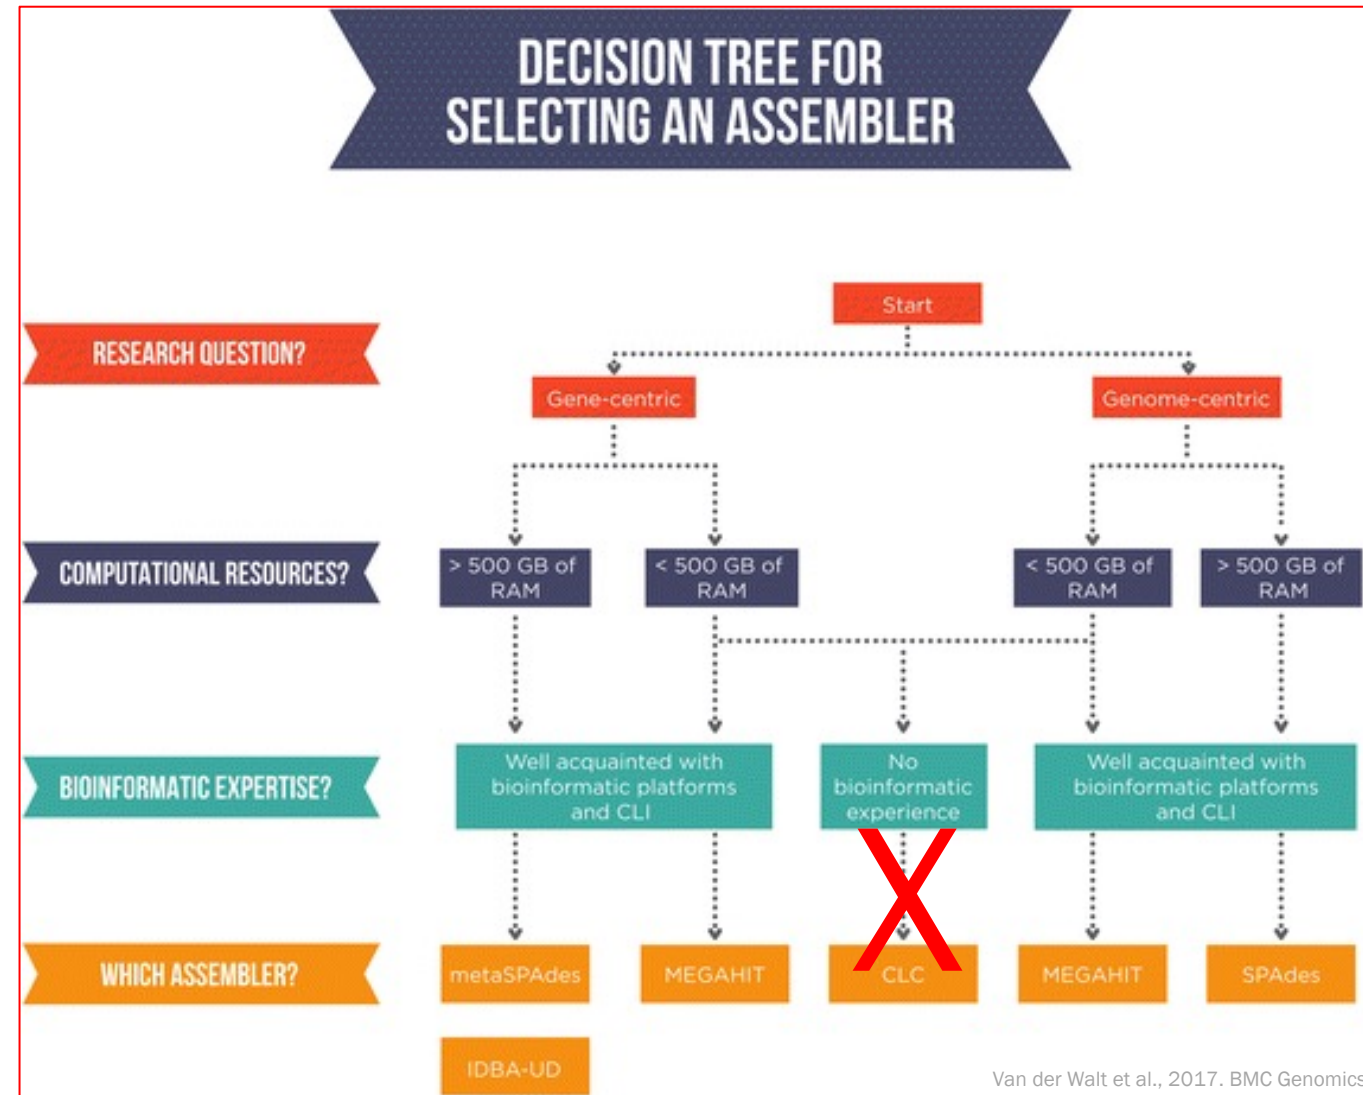 DECISION TREE FOR
SELECTING AN ASSEMBLER
Start
RESEARCH QUESTION?
Gene-centric
Genome-centric
COMPUTATIONAL RESOURCES?
> 500 GB of
RAM
< 500 GB of
RAM
< 500 GB of
RAM
> 500 GB of
RAM
BIOINFORMATIC EXPERTISE?
Well acquainted with
bioinformatic platforms
and CLI
No
bioinformatic
experience
Well acquainted with
bioinformatic platforms
and CLI
X
WHICH ASSEMBLER?
metaSPAdes
MEGAHIT
CLC
MEGAHIT
SPAdes
IDBA-UD
Van der Walt et al., 2017. BMC Genomics